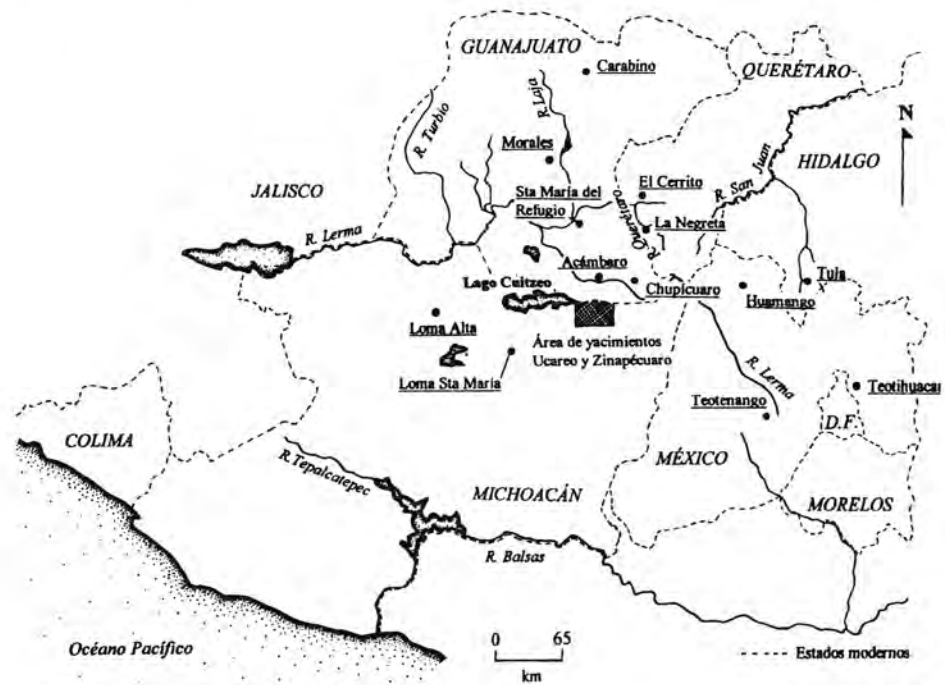 GUANAJUATO
Carabino
QUERÉTARO
N
R. Turbio
R. Laja
Morales
R. San Juan
HIDALGO
JALISCO
Sta María del
Refugio
El Cerrito
R. Querétaro
La Negreta
R. Lerma
Lago Cuitzeo
Acámbaro
Chupícuaro
Huamango
Tula
Loma Alta
Área de yacimientos
Ucareo y Zinapécuaro
Loma Sta María
R. Lerma
Teotihuacan
Teotenango
D.F.
COLIMA
MÉXICO
R. Tepalcatepec
MICHOACÁN
MORELOS
R. Balsas
Océano Pacífico
0 65
km
Estados modernos